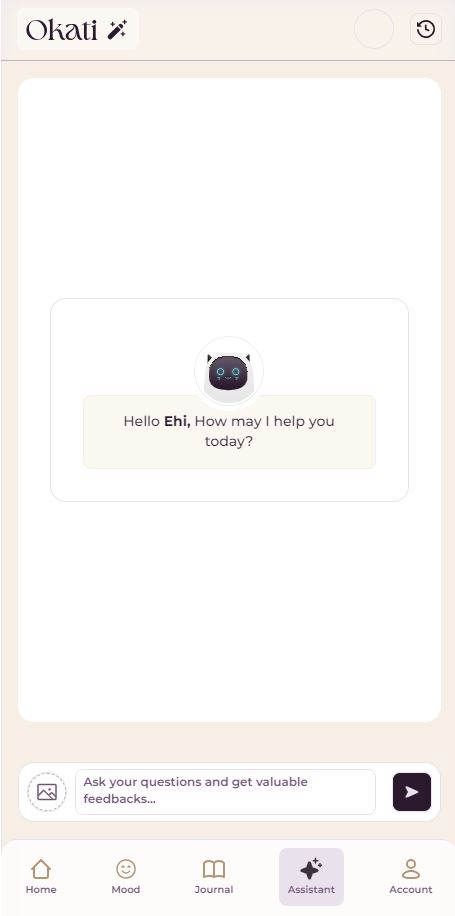 Okati
Hello Ehi, How may I help you
today?
Ask your questions and get valuable
feedbacks...
Home
Mood
Journal
Assistant
Account